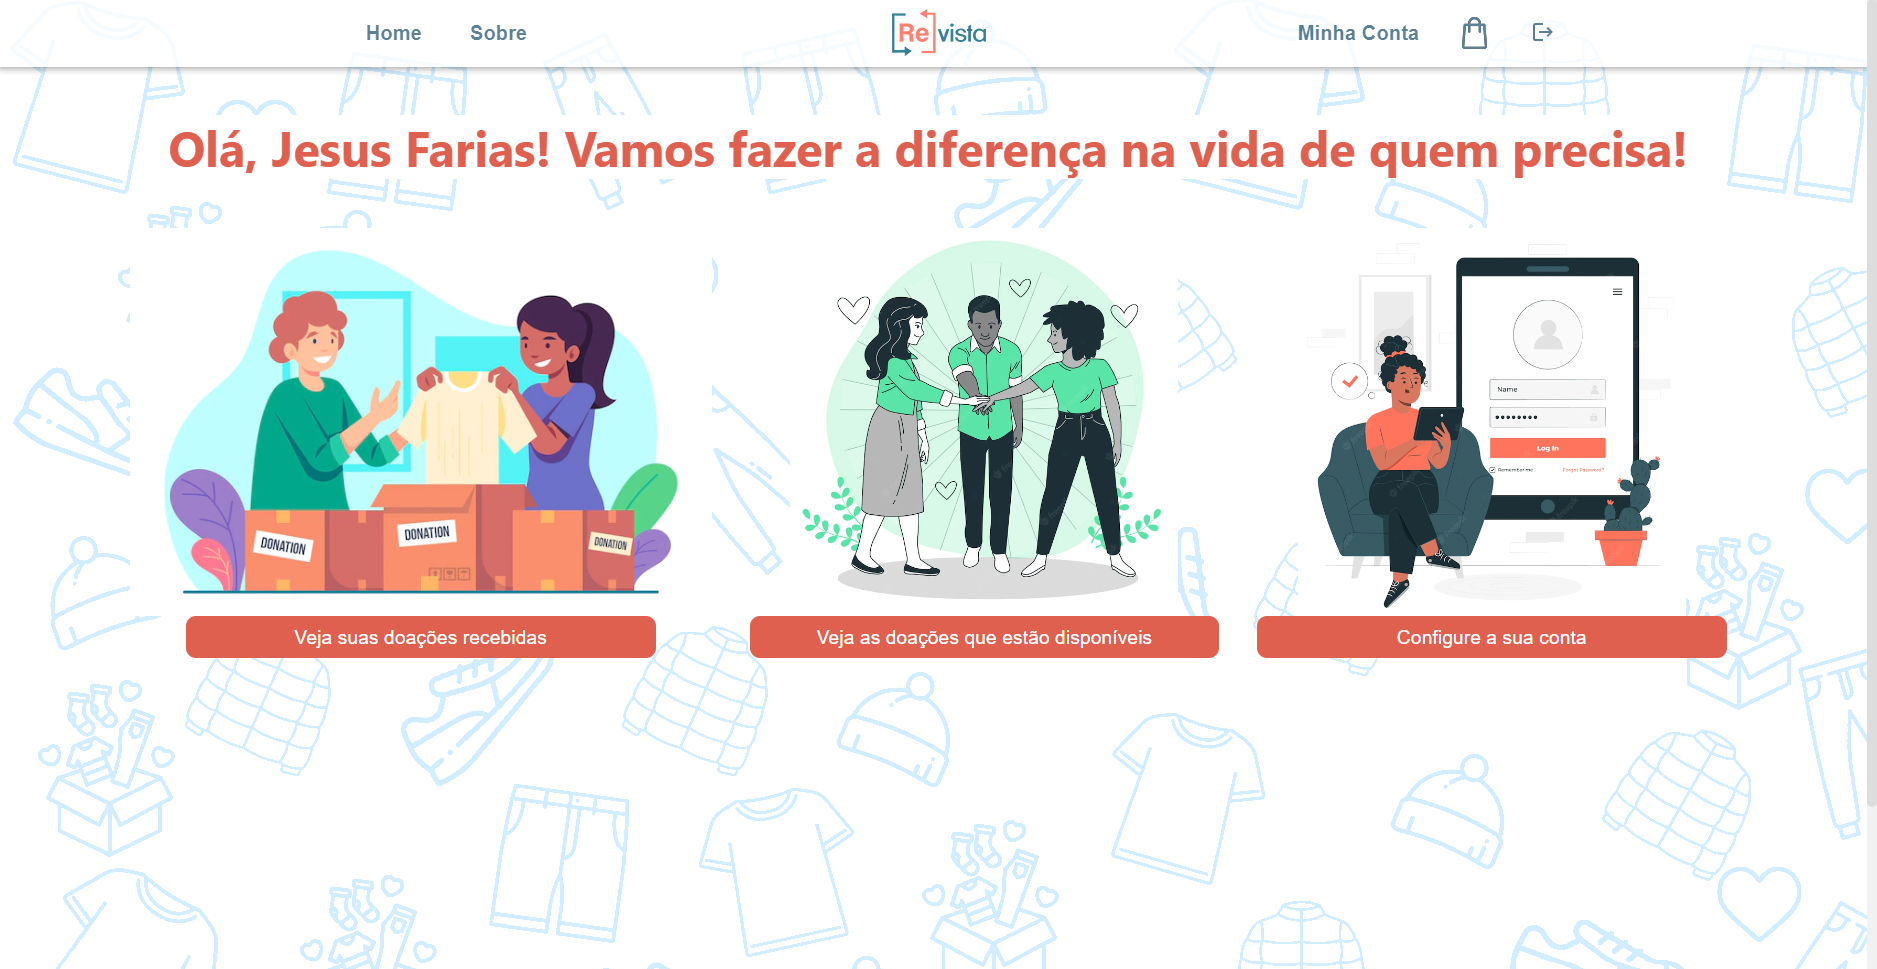 Home Sobre Re vista Minha Conta
Olá, Jesus Farias! Vamos fazer a diferença na vida de quem precisa!
DONATION DONATION DONATION
Name
Log In
Remember me Forgot Password?
Veja suas doações recebidas Veja as doações que estão disponíveis Configure a sua conta